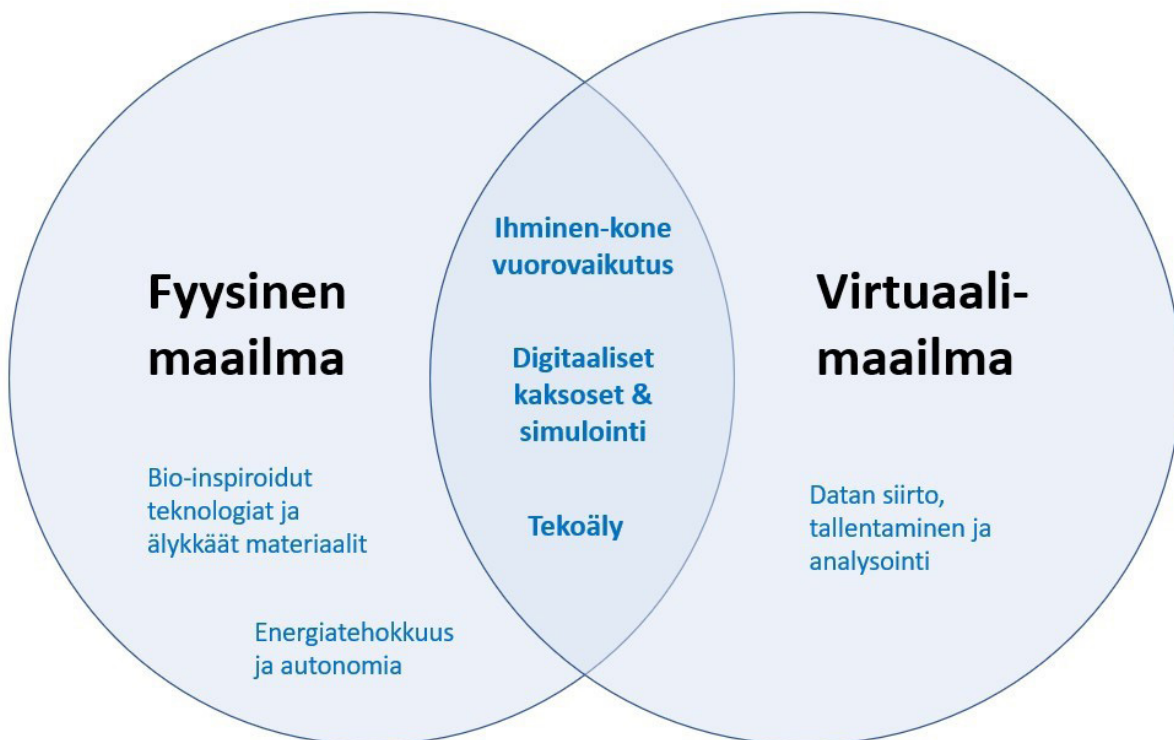 Fyysinen
maailma
Bio-inspiroidut
teknologiat ja
älykkäät materiaalit
Energiatehokkuus
ja autonomia
Ihminen-kone
vuorovaikutus
Digitaaliset
kaksoset &
simulointi
Tekoäly
Virtuaali-
maailma
Datan siirto,
tallentaminen ja
analysointi